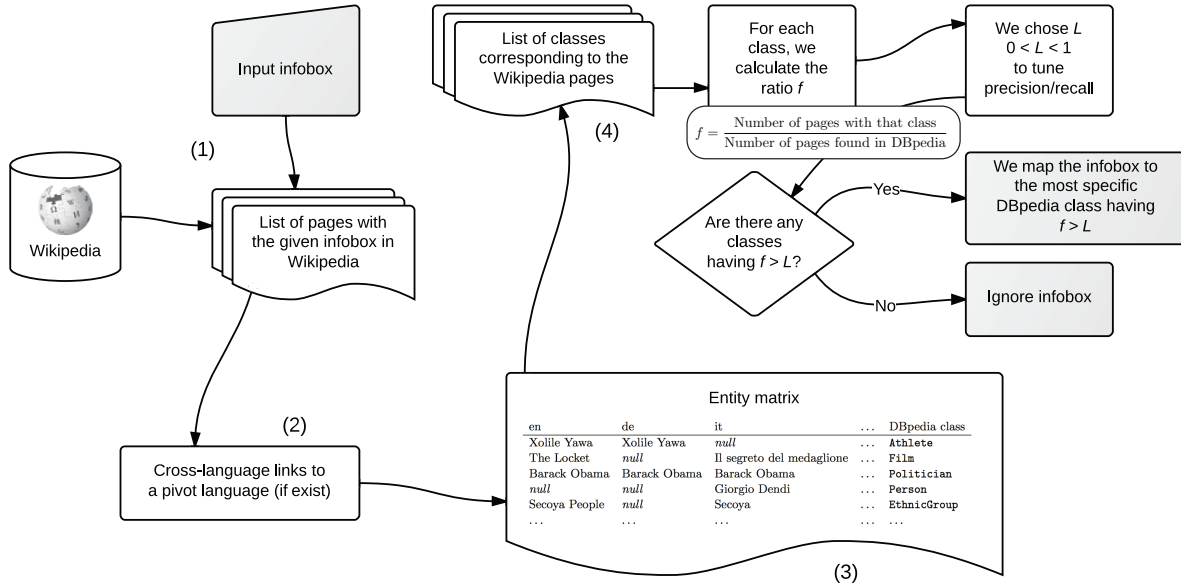 Input infobox
(1)
Wikipedia
List of pages with
the given infobox in
Wikipedia
(2)
Cross-language links to
a pivot language (if exist)
Entity matrix
en de it ... DBpedia class
Xolile Yawa Xolile Yawa null ... Athlete
The Locket null Il segreto del medaglione ... Film
Barack Obama Barack Obama Barack Obama ... Politician
null null Giorgio Dendi ... Person
Secoya People null Secoya ... EthnicGroup
... ... ... ... ...
(3)
List of classes
corresponding to the
Wikipedia pages
(4)
For each
class, we
calculate the
ratio f
f = Number of pages with that class
Number of pages found in DBpedia
We chose L
0 < L < 1
to tune
precision/recall
Are there any
classes
having f > L?
Yes
We map the infobox to
the most specific
DBpedia class having
f > L
No
Ignore infobox